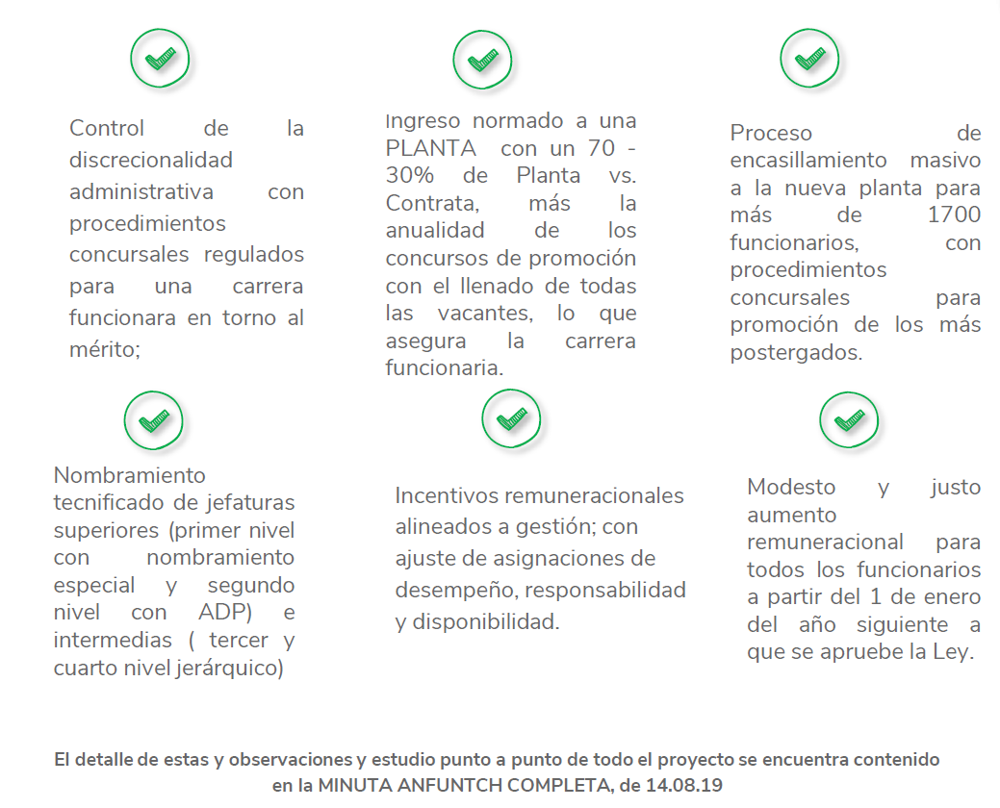 Control de la
discrecionalidad
administrativa con
procedimientos
concursales regulados
para una carrera
funcionara en torno al
mérito;
Ingreso normado a una
PLANTA con un 70 -
30% de Planta vs.
Contrata, más la
anualidad de los
concursos de promoción
con el llenado de todas
las vacantes, lo que
asegura la carrera
funcionaria.
Proceso de
encasillamiento masivo
a la nueva planta para
más de 1700
funcionarios, con
procedimientos
concursales para
promoción de los más
postergados.
Nombramiento
tecnificado de jefaturas
superiores (primer nivel
con nombramiento
especial y segundo
nivel con ADP) e
intermedias ( tercer y
cuarto nivel jerárquico)
Incentivos remuneracionales
alineados a gestión; con
ajuste de asignaciones de
desempeño, responsabilidad
y disponibilidad.
Modesto y justo
aumento
remuneracional para
todos los funcionarios
a partir del 1 de enero
del año siguiente a
que se apruebe la Ley.
El detalle de estas y observaciones y estudio punto a punto de todo el proyecto se encuentra contenido
en la MINUTA ANFUNTCH COMPLETA, de 14.08.19